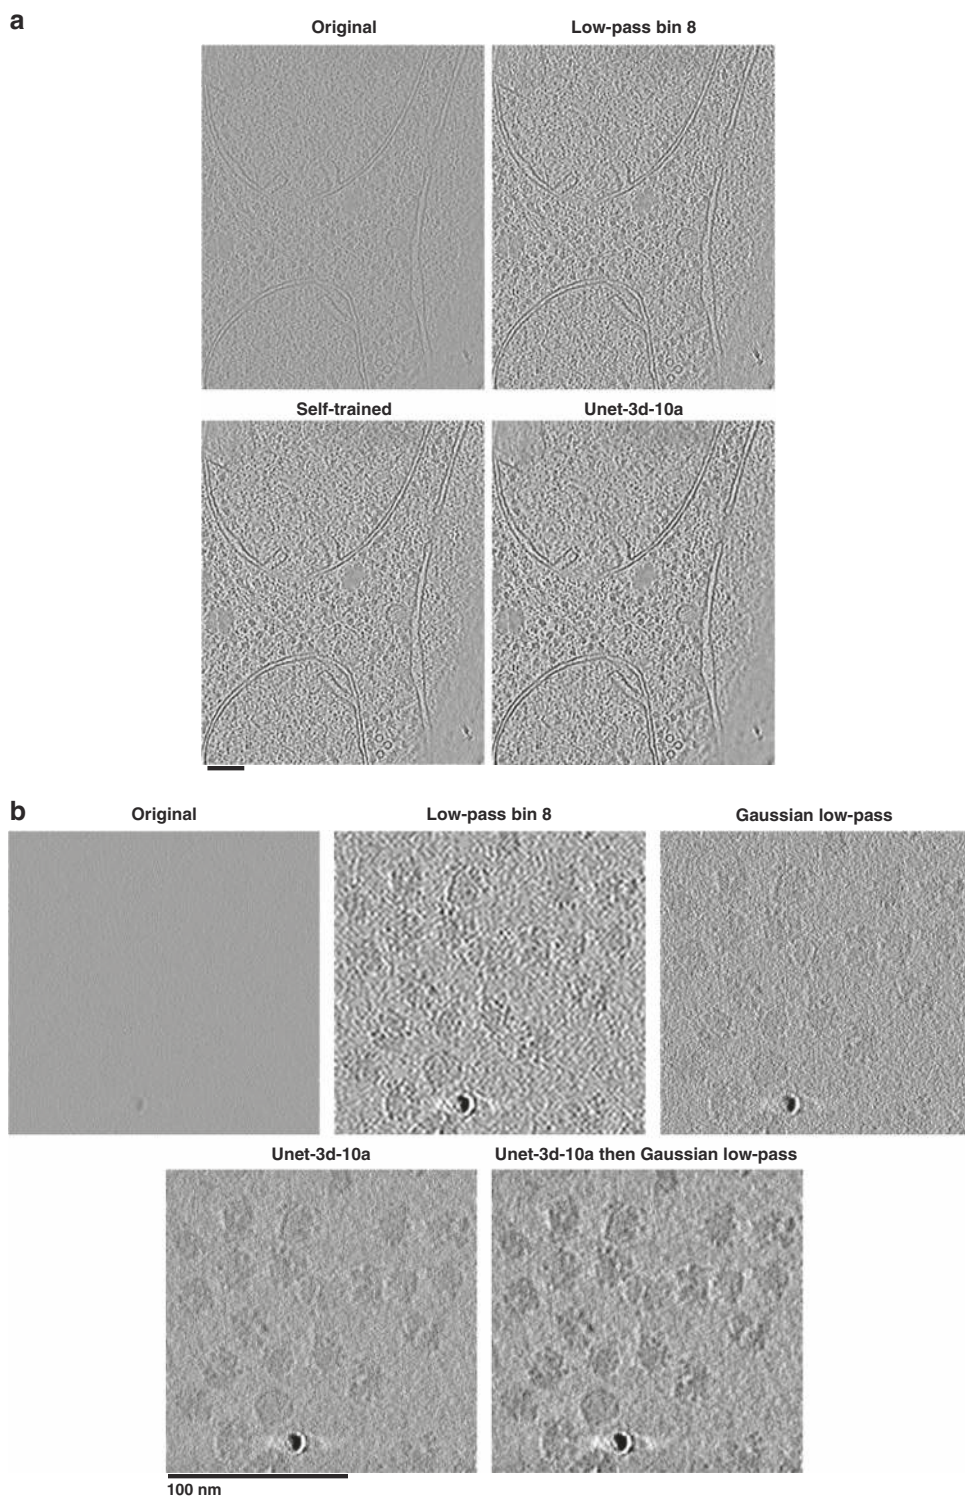 a
Original Low-pass bin 8
Self-trained Unet-3d-10a
b
Original Low-pass bin 8 Gaussian low-pass
Unet-3d-10a Unet-3d-10a then Gaussian low-pass
100 nm